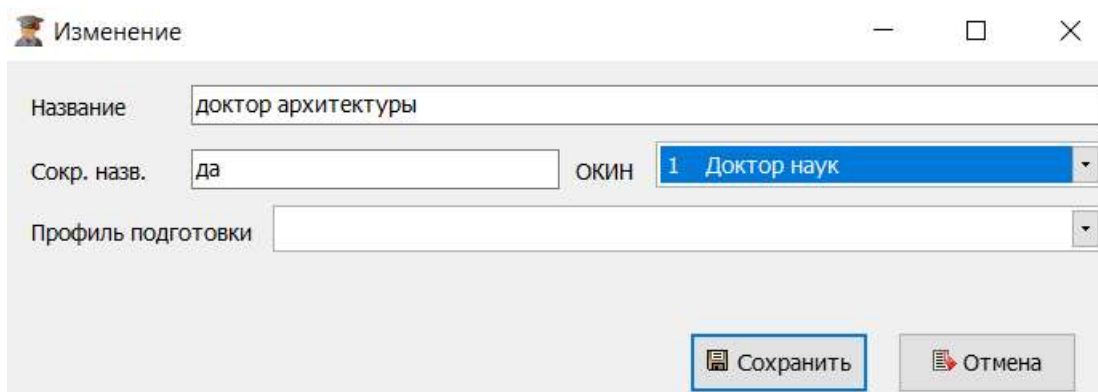 Изменение
Название доктор архитектуры
Сокр. назв. да ОКИН 1 Доктор наук
Профиль подготовки
Сохранить Отмена